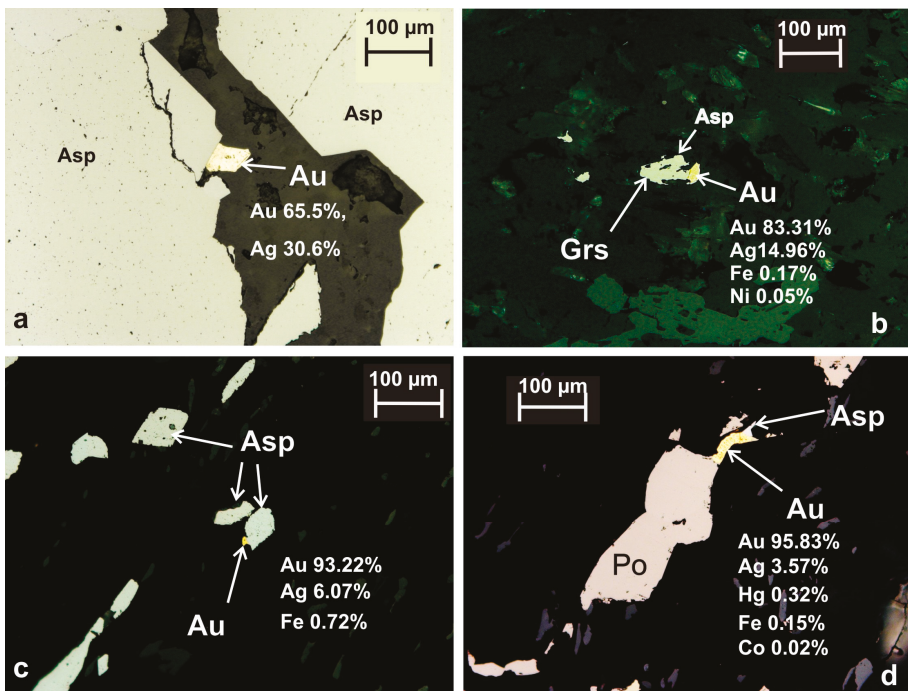 100 µm
Asp
Asp
Au
Au 65.5%,
Ag 30.6%
a
100 µm
Asp
Au
Grs
Au 83.31%
Ag14.96%
Fe 0.17%
Ni 0.05%
b
100 µm
Asp
Au
Au 93.22%
Ag 6.07%
Fe 0.72%
c
100 µm
Asp
Au
Po
Au 95.83%
Ag 3.57%
Hg 0.32%
Fe 0.15%
Co 0.02%
d